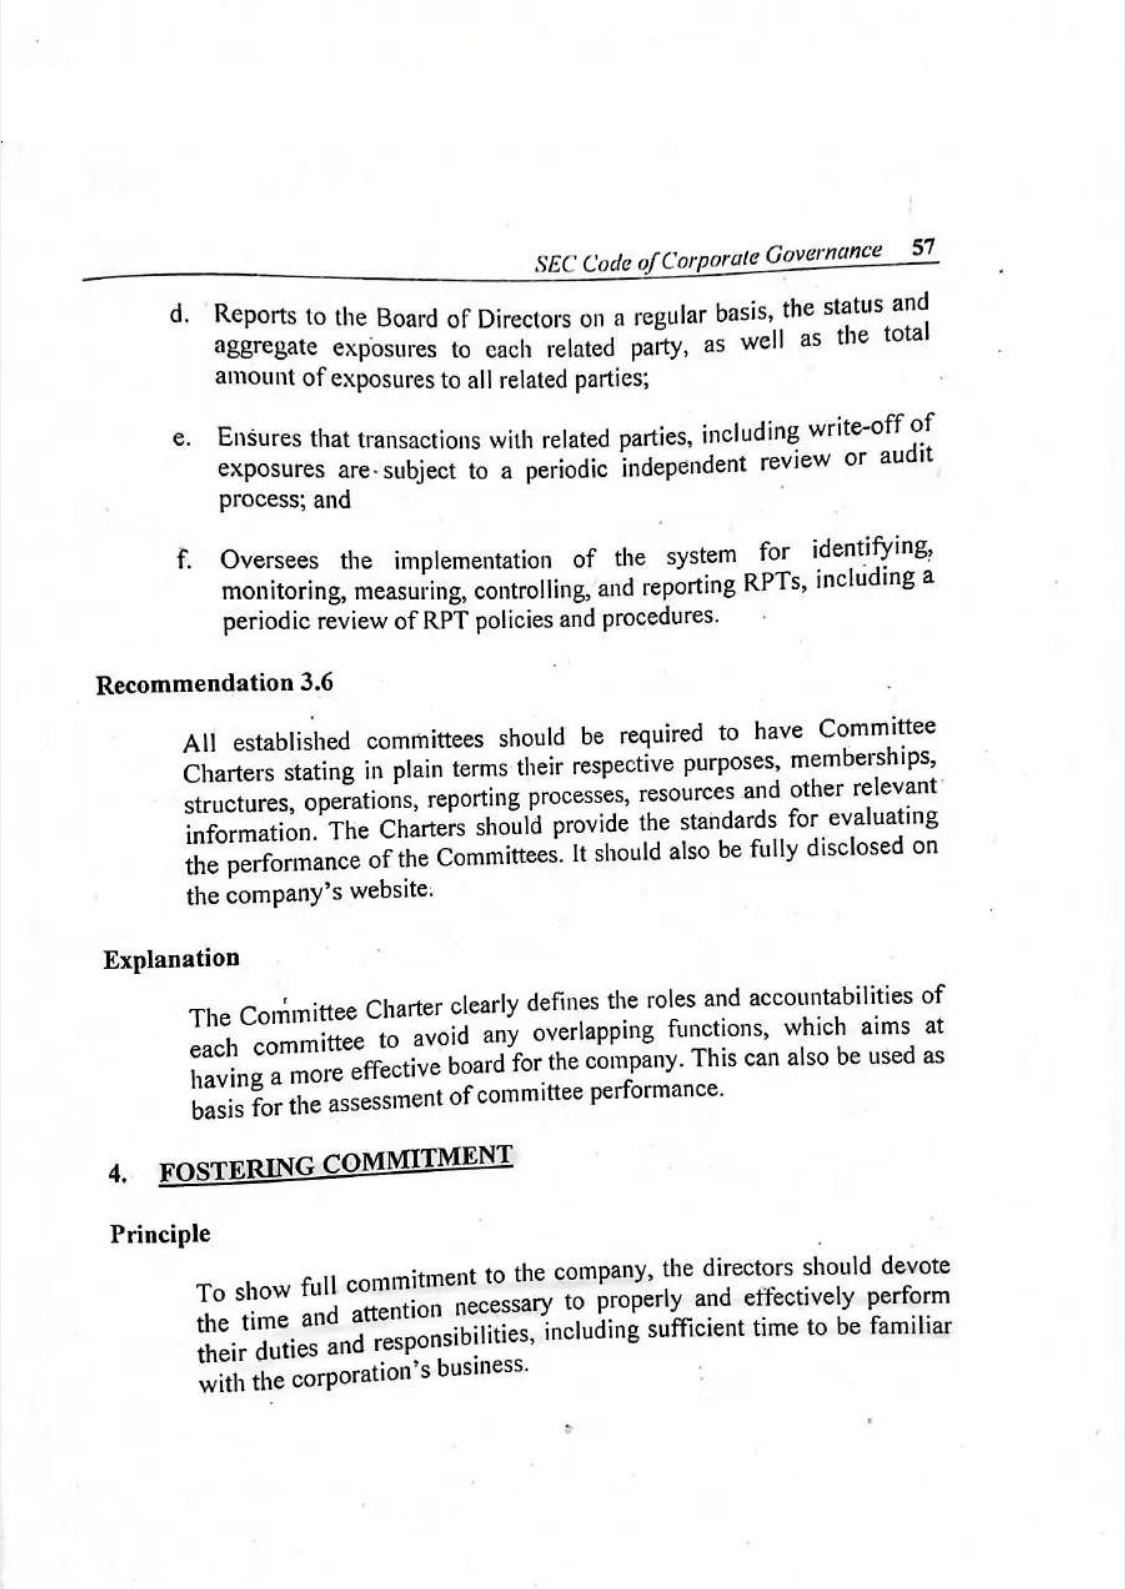 SEC Code of Corporate Governance 57
d. Reports to the Board of Directors on a regular basis, the status and
aggregate exposures to each related party, as well as the total
amount of exposures to all related parties;
e. Ensures that transactions with related parties, including write-off of
exposures are subject to a periodic independent review or audit
process; and
f. Oversees the implementation of the system for identifying,
monitoring, measuring, controlling, and reporting RPTs, including a
periodic review of RPT policies and procedures.
Recommendation 3.6
All established committees should be required to have Committee
Charters stating in plain terms their respective purposes, memberships,
structures, operations, reporting processes, resources and other relevant
information. The Charters should provide the standards for evaluating
the performance of the Committees. It should also be fully disclosed on
the company's website.
Explanation
The Committee Charter clearly defines the roles and accountabilities of
each committee to avoid any overlapping functions, which aims at
having a more effective board for the company. This can also be used as
basis for the assessment of committee performance.
4. FOSTERING COMMITMENT
Principle
To show full commitment to the company, the directors should devote
the time and attention necessary to properly and effectively perform
their duties and responsibilities, including sufficient time to be familiar
with the corporation's business.